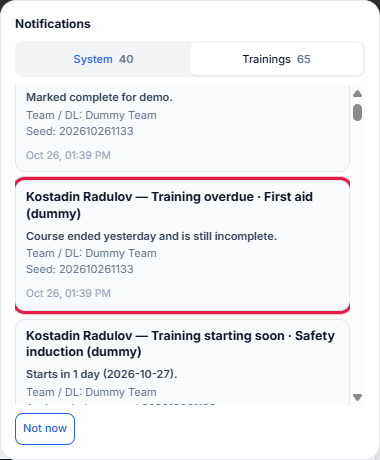 Notifications
System 40
Trainings 65
Marked complete for demo.
Team / DL: Dummy Team
Seed: 202610261133
Oct 26, 01:39 PM
Kostadin Radulov — Training overdue · First aid
(dummy)
Course ended yesterday and is still incomplete.
Team / DL: Dummy Team
Seed: 202610261133
Oct 26, 01:39 PM
Kostadin Radulov — Training starting soon · Safety
induction (dummy)
Starts in 1 day (2026-10-27).
Team / DL: Dummy Team
Not now